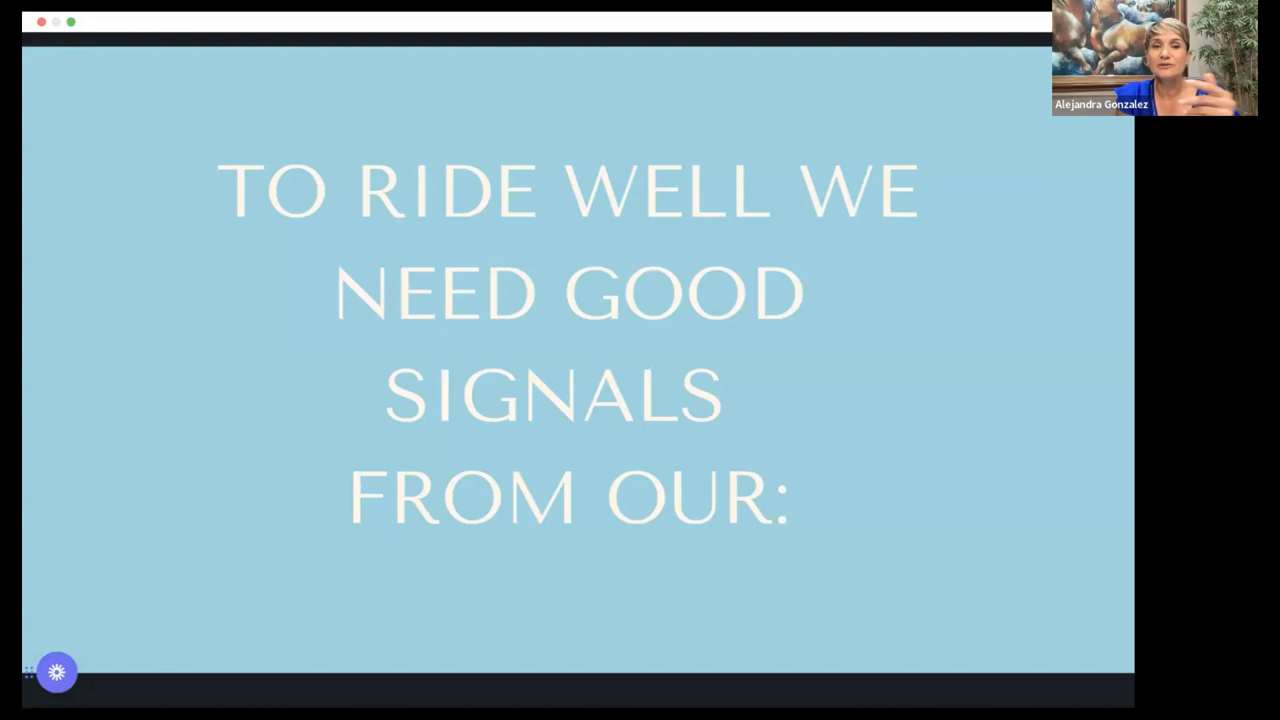 Alejandra Gonzalez
TO RIDE WELL WE
NEED GOOD
SIGNALS
FROM OUR: